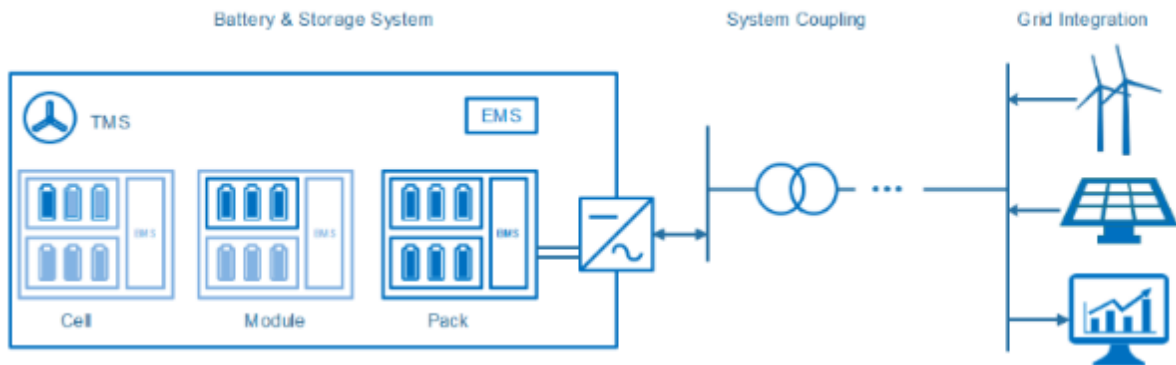 Battery & Storage System
System Coupling
Grid Integration
TMS
EMS
BMS
BMS
BMS
Cell
Module
Pack